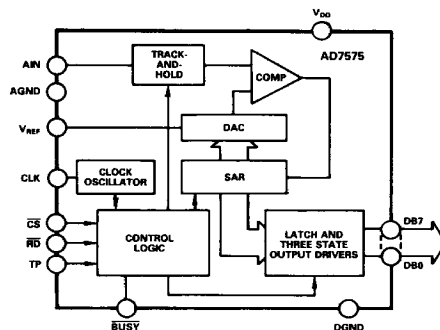 VDD
AD7575
AIN
TRACK-
AND-
HOLD
COMP
AGND
VREF
DAC
CLK
CLOCK
OSCILLATOR
SAR
CS
RD
TP
CONTROL
LOGIC
LATCH AND
THREE STATE
OUTPUT DRIVERS
DB7
DB0
BUSY
DGND